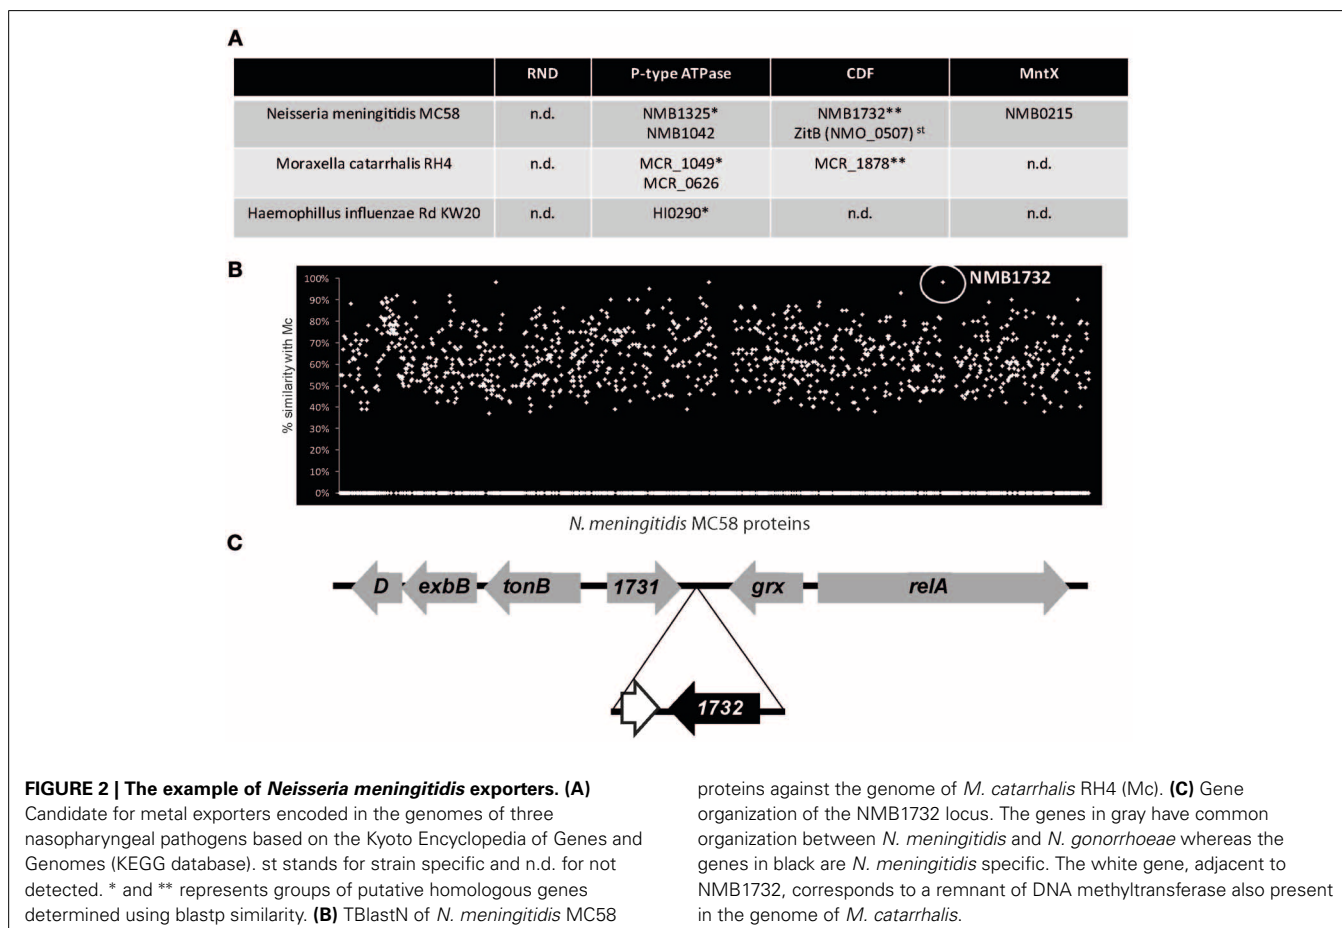 A
RND P-type ATPase CDF MntX
Neisseria meningitidis MC58 n.d. NMB1325* NMB1732** NMB0215
NMB1042 ZitB (NMO_0507) st
Moraxella catarrhalis RH4 n.d. MCR_1049* MCR_1878** n.d.
MCR_0626
Haemophillus influenzae Rd KW20 n.d. HI0290* n.d. n.d.
B
NMB1732
100%
90%
80%
70%
60%
50%
40%
30%
20%
10%
0%
% similarity with Mc
N. meningitidis MC58 proteins
C
D exbB tonB 1731 grx relA
1732
FIGURE 2 | The example of Neisseria meningitidis exporters. (A)
Candidate for metal exporters encoded in the genomes of three
nasopharyngeal pathogens based on the Kyoto Encyclopedia of Genes and
Genomes (KEGG database). st stands for strain specific and n.d. for not
detected. * and ** represents groups of putative homologous genes
determined using blastp similarity. (B) TBlastN of N. meningitidis MC58
proteins against the genome of M. catarrhalis RH4 (Mc). (C) Gene
organization of the NMB1732 locus. The genes in gray have common
organization between N. meningitidis and N. gonorrhoeae whereas the
genes in black are N. meningitidis specific. The white gene, adjacent to
NMB1732, corresponds to a remnant of DNA methyltransferase also present
in the genome of M. catarrhalis.